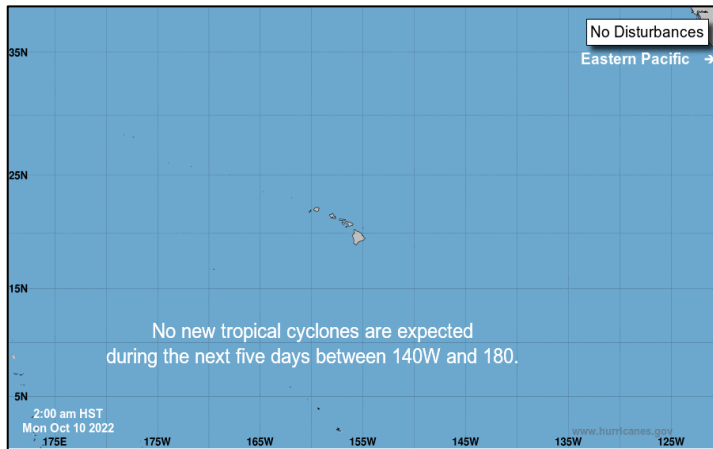 No Disturbances
35N
Eastern Pacific →
25N
15N
No new tropical cyclones are expected
during the next five days between 140W and 180.
5N
2:00 am HST
Mon Oct 10 2022
www.hurricanes.gov
175E 175W 165W 155W 145W 135W 125W